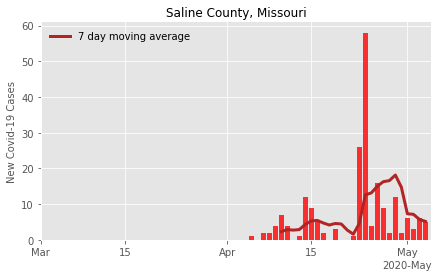 Saline County, Missouri
7 day moving average
New Covid-19 Cases
60
50
40
30
20
10
0
Mar
15
Apr
15
May
2020-May